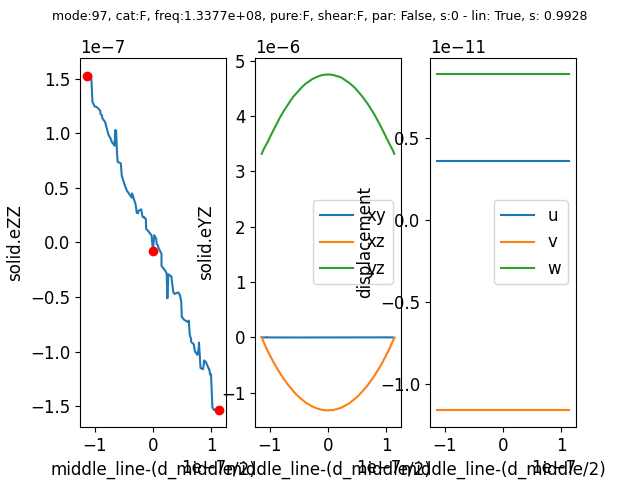 mode:97, cat:F, freq:1.3377e+08, pure:F, shear:F, par: False, s:0 - lin: True, s: 0.9928
1e−7
1e−6
1e−11
solid.eZZ
1.5
1.0
0.5
0.0
−0.5
−1.0
−1.5
−1
0
1
1e−7
middle_line-(d_middle/2)
solid.eYZ
5
4
3
2
1
0
−1
xy
xz
yz
−1
0
1
1e−7
middle_line-(d_middle/2)
displacement
0.5
0.0
−0.5
−1.0
u
v
w
−1
0
1
1e−7
middle_line-(d_middle/2)